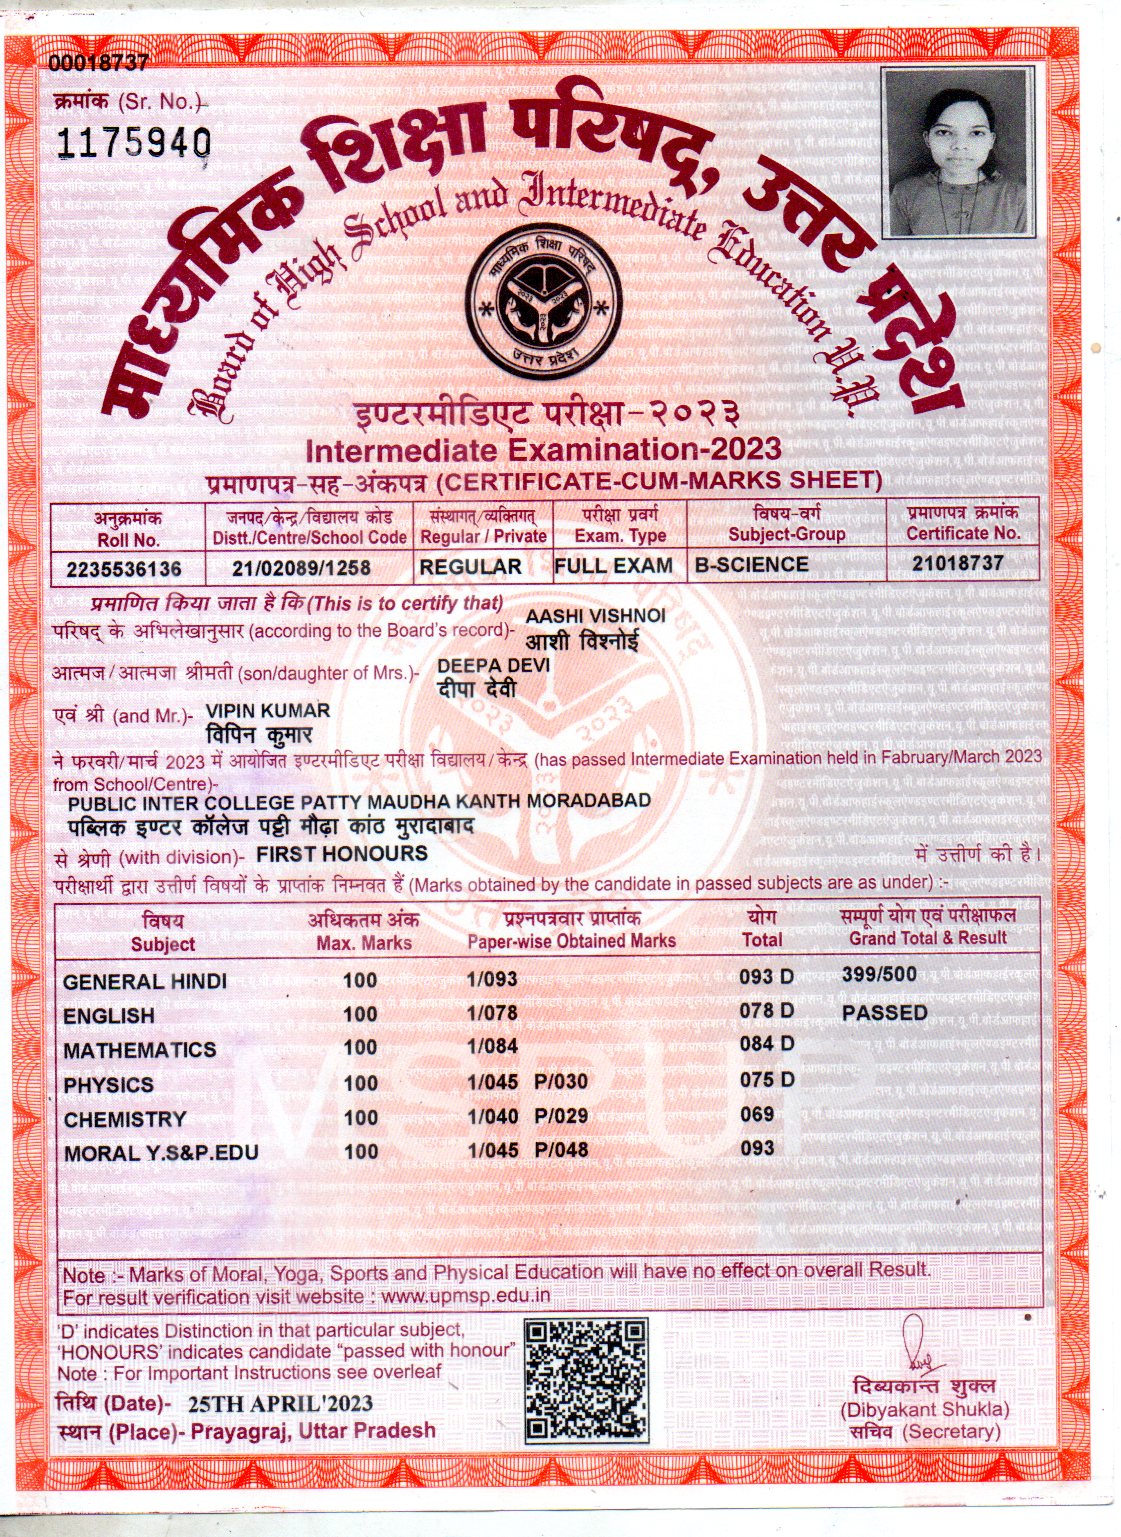 00018737
क्रमांक (Sr. No.)
1175940
माध्यमिक शिक्षा परिषद्, उत्तर प्रदेश
Board of High School and Intermediate Education U.P.
माध्यमिक शिक्षा परिषद्
२०२३ २०२३
२०२३
उत्तर प्रदेश
इण्टरमीडिएट परीक्षा-२०२३
Intermediate Examination-2023
प्रमाणपत्र-सह-अंकपत्र (CERTIFICATE-CUM-MARKS SHEET)
अनुक्रमांक जनपद/केन्द्र/विद्यालय कोड संस्थागत्/व्यक्तिगत् परीक्षा प्रवर्ग विषय-वर्ग प्रमाणपत्र क्रमांक
Roll No. Distt./Centre/School Code Regular / Private Exam. Type Subject-Group Certificate No.
2235536136 21/02089/1258 REGULAR FULL EXAM B-SCIENCE 21018737
प्रमाणित किया जाता है कि (This is to certify that) AASHI VISHNOI
परिषद् के अभिलेखानुसार (according to the Board's record)- आशी विश्नोई
आत्मज/आत्मजा श्रीमती (son/daughter of Mrs.)- DEEPA DEVI
दीपा देवी
एवं श्री (and Mr.)- VIPIN KUMAR
विपिन कुमार
ने फरवरी/मार्च 2023 में आयोजित इण्टरमीडिएट परीक्षा विद्यालय/केन्द्र (has passed Intermediate Examination held in Fabruary/March 2023
from School/Centre)-
PUBLIC INTER COLLEGE PATTY MAUDHA KANTH MORADABAD
पब्लिक इण्टर कॉलेज पट्टी मौढ़ा कांठ मुरादाबाद
से श्रेणी (with division)- FIRST HONOURS में उत्तीर्ण की है।
परीक्षार्थी द्वारा उत्तीर्ण विषयों के प्राप्तांक निम्नवत हैं (Marks obtained by the candidate in passed subjects are as under) :-
विषय अधिकतम अंक प्रश्नपत्रवार प्राप्तांक योग सम्पूर्ण योग एवं परीक्षाफल
Subject Max. Marks Paper-wise Obtained Marks Total Grand Total & Result
GENERAL HINDI 100 1/093 093 D 399/500
ENGLISH 100 1/078 078 D PASSED
MATHEMATICS 100 1/084 084 D
PHYSICS 100 1/045 P/030 075 D
CHEMISTRY 100 1/040 P/029 069
MORAL Y.S&P.EDU 100 1/045 P/048 093
Note :- Marks of Moral, Yoga, Sports and Physical Education will have no effect on overall Result.
For result verification visit website : www.upmsp.edu.in
'D' indicates Distinction in that particular subject,
'HONOURS' indicates candidate "passed with honour"
Note : For Important Instructions see overleaf
तिथि (Date)- 25TH APRIL'2023
स्थान (Place)- Prayagraj, Uttar Pradesh
दिब्यकान्त शुक्ल
(Dibyakant Shukla)
सचिव (Secretary)